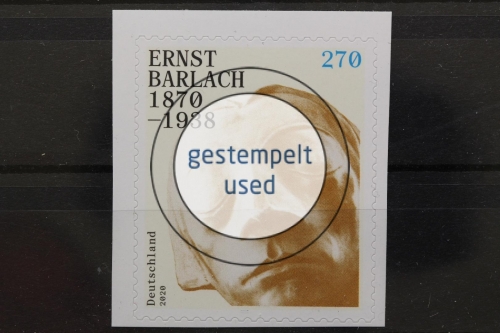 ERNST
BARLACH
1870
–1938
270
gestempelt
used
Deutschland
2020